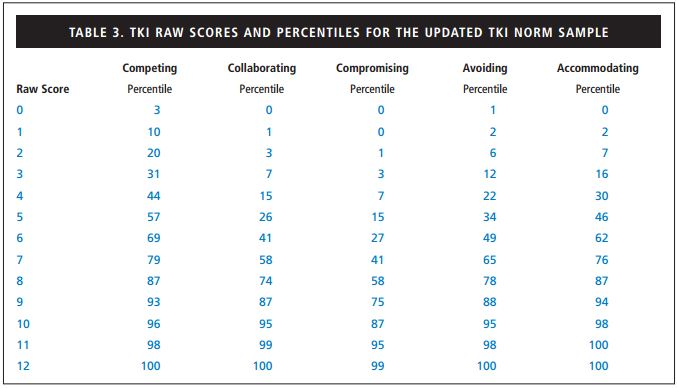 TABLE 3. TKI RAW SCORES AND PERCENTILES FOR THE UPDATED TKI NORM SAMPLE
Competing Collaborating Compromising Avoiding Accommodating
Raw Score Percentile Percentile Percentile Percentile Percentile
0 3 0 0 1 0
1 10 1 0 2 2
2 20 3 1 6 7
3 31 7 3 12 16
4 44 15 7 22 30
5 57 26 15 34 46
6 69 41 27 49 62
7 79 58 41 65 76
8 87 74 58 78 87
9 93 87 75 88 94
10 96 95 87 95 98
11 98 99 95 98 100
12 100 100 99 100 100